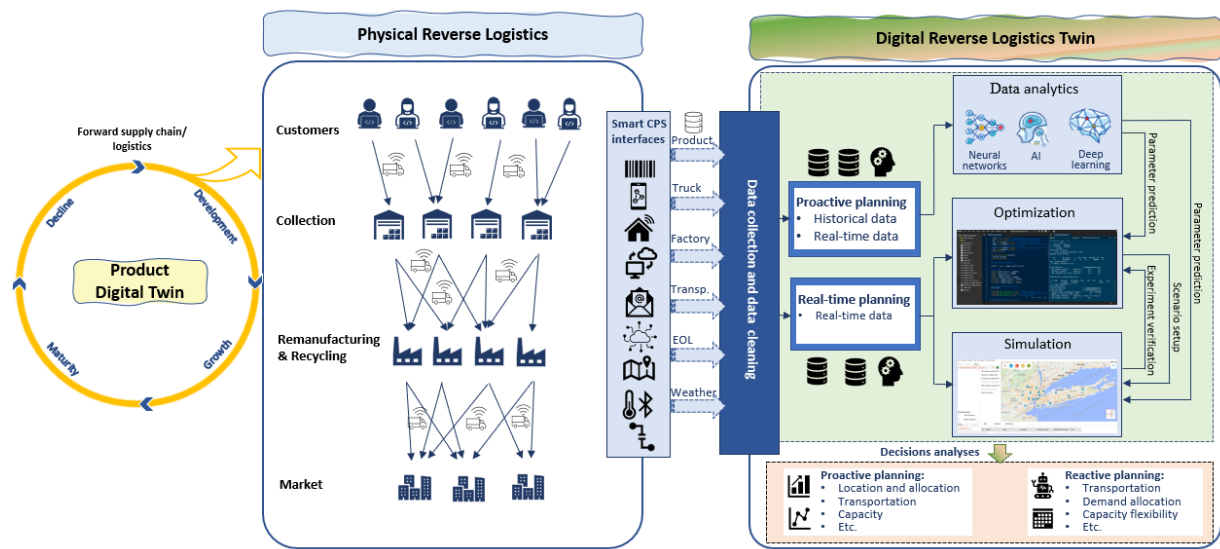 Physical Reverse Logistics
Digital Reverse Logistics Twin
Forward supply chain/
logistics
Development
Growth
Maturity
Decline
Product
Digital Twin
Customers
Collection
Remanufacturing
& Recycling
Market
Smart CPS
interfaces
Product
Truck
Factory
Transp.
EOL
Weather
Data collection and data cleaning
Proactive planning
• Historical data
• Real-time data
Real-time planning
• Real-time data
Data analytics
Neural
networks
AI
Deep
learning
Optimization
Simulation
Parameter prediction
Parameter prediction
Scenario setup
Experiment verification
Decisions analyses
Proactive planning:
• Location and allocation
• Transportation
• Capacity
• Etc.
Reactive planning:
• Transportation
• Demand allocation
• Capacity flexibility
• Etc.